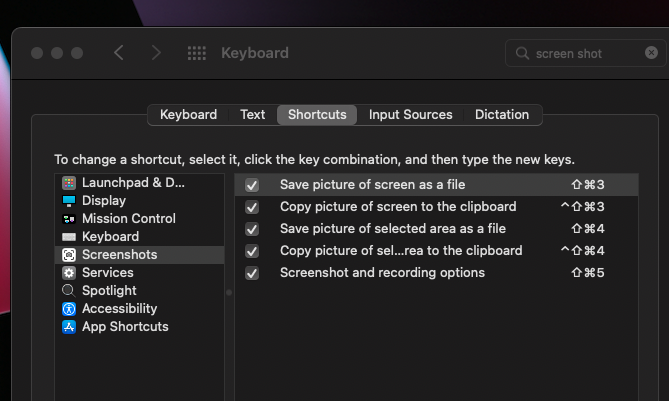 Keyboard
screen shot
Keyboard Text Shortcuts Input Sources Dictation
To change a shortcut, select it, click the key combination, and then type the new keys.
Launchpad & D...
Display
Mission Control
Keyboard
Screenshots
Services
Spotlight
Accessibility
App Shortcuts
Save picture of screen as a file ⇧⌘3
Copy picture of screen to the clipboard ^⇧⌘3
Save picture of selected area as a file ⇧⌘4
Copy picture of sel...rea to the clipboard ^⇧⌘4
Screenshot and recording options ⇧⌘5